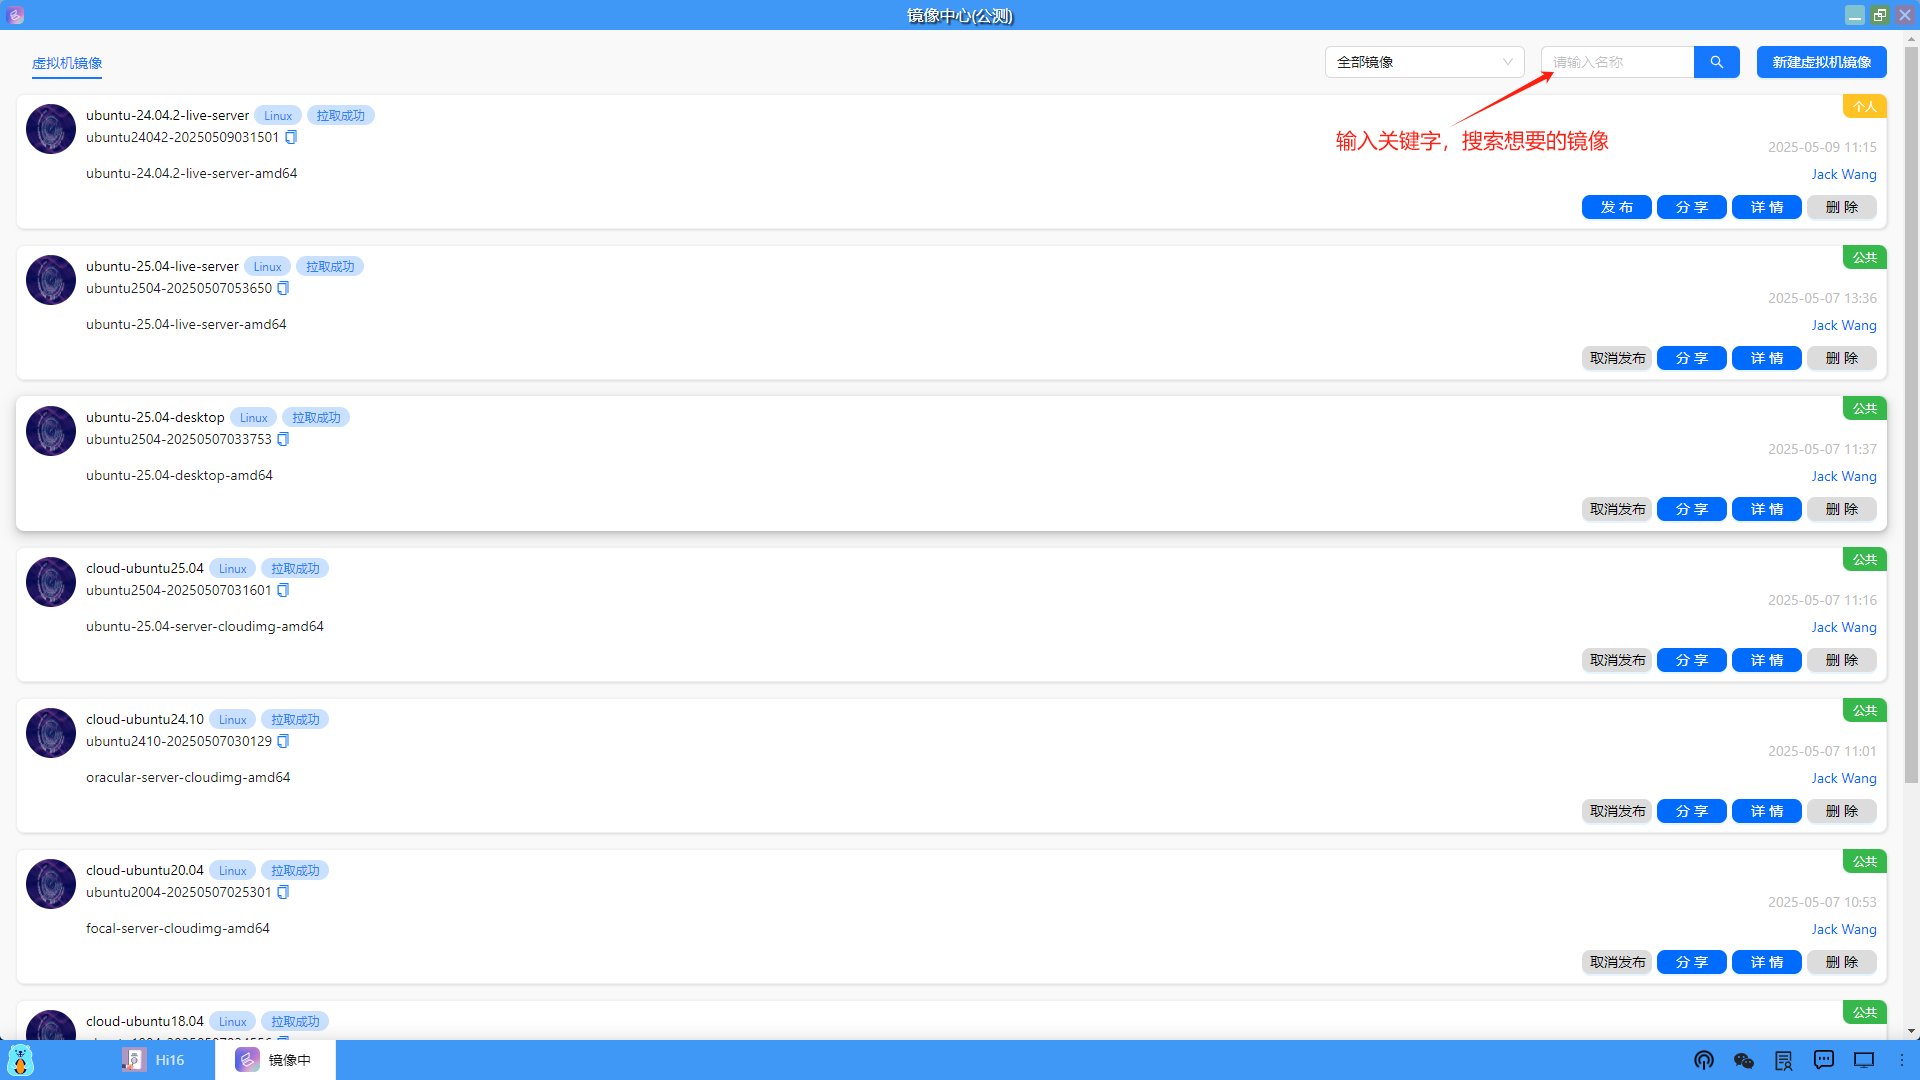 镜像中心(公测)
虚拟机镜像
全部镜像
请输入名称
新建虚拟机镜像
输入关键字，搜索想要的镜像
ubuntu-24.04.2-live-server Linux 拉取成功
个人
ubuntu24042-20250509031501
2025-05-09 11:15
ubuntu-24.04.2-live-server-amd64
Jack Wang
发布 分享 详情 删除
ubuntu-25.04-live-server Linux 拉取成功
公共
ubuntu2504-20250507053650
2025-05-07 13:36
ubuntu-25.04-live-server-amd64
Jack Wang
取消发布 分享 详情 删除
ubuntu-25.04-desktop Linux 拉取成功
公共
ubuntu2504-20250507033753
2025-05-07 11:37
ubuntu-25.04-desktop-amd64
Jack Wang
取消发布 分享 详情 删除
cloud-ubuntu25.04 Linux 拉取成功
公共
ubuntu2504-20250507031601
2025-05-07 11:16
ubuntu-25.04-server-cloudimg-amd64
Jack Wang
取消发布 分享 详情 删除
cloud-ubuntu24.10 Linux 拉取成功
公共
ubuntu2410-20250507030129
2025-05-07 11:01
oracular-server-cloudimg-amd64
Jack Wang
取消发布 分享 详情 删除
cloud-ubuntu20.04 Linux 拉取成功
公共
ubuntu2004-20250507025301
2025-05-07 10:53
focal-server-cloudimg-amd64
Jack Wang
取消发布 分享 详情 删除
cloud-ubuntu18.04 Linux 拉取成功
公共
Hi16
镜像中